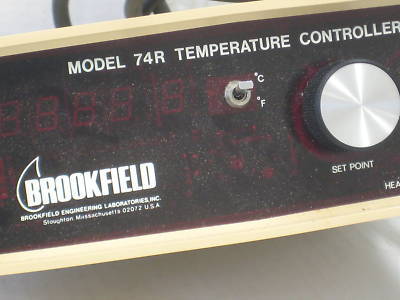 MODEL 74R TEMPERATURE CONTROLLER
°C
°F
SET POINT
BROOKFIELD
BROOKFIELD ENGINEERING LABORATORIES, INC.
Stoughton, Massachusetts 02072 U.S.A.
HEA